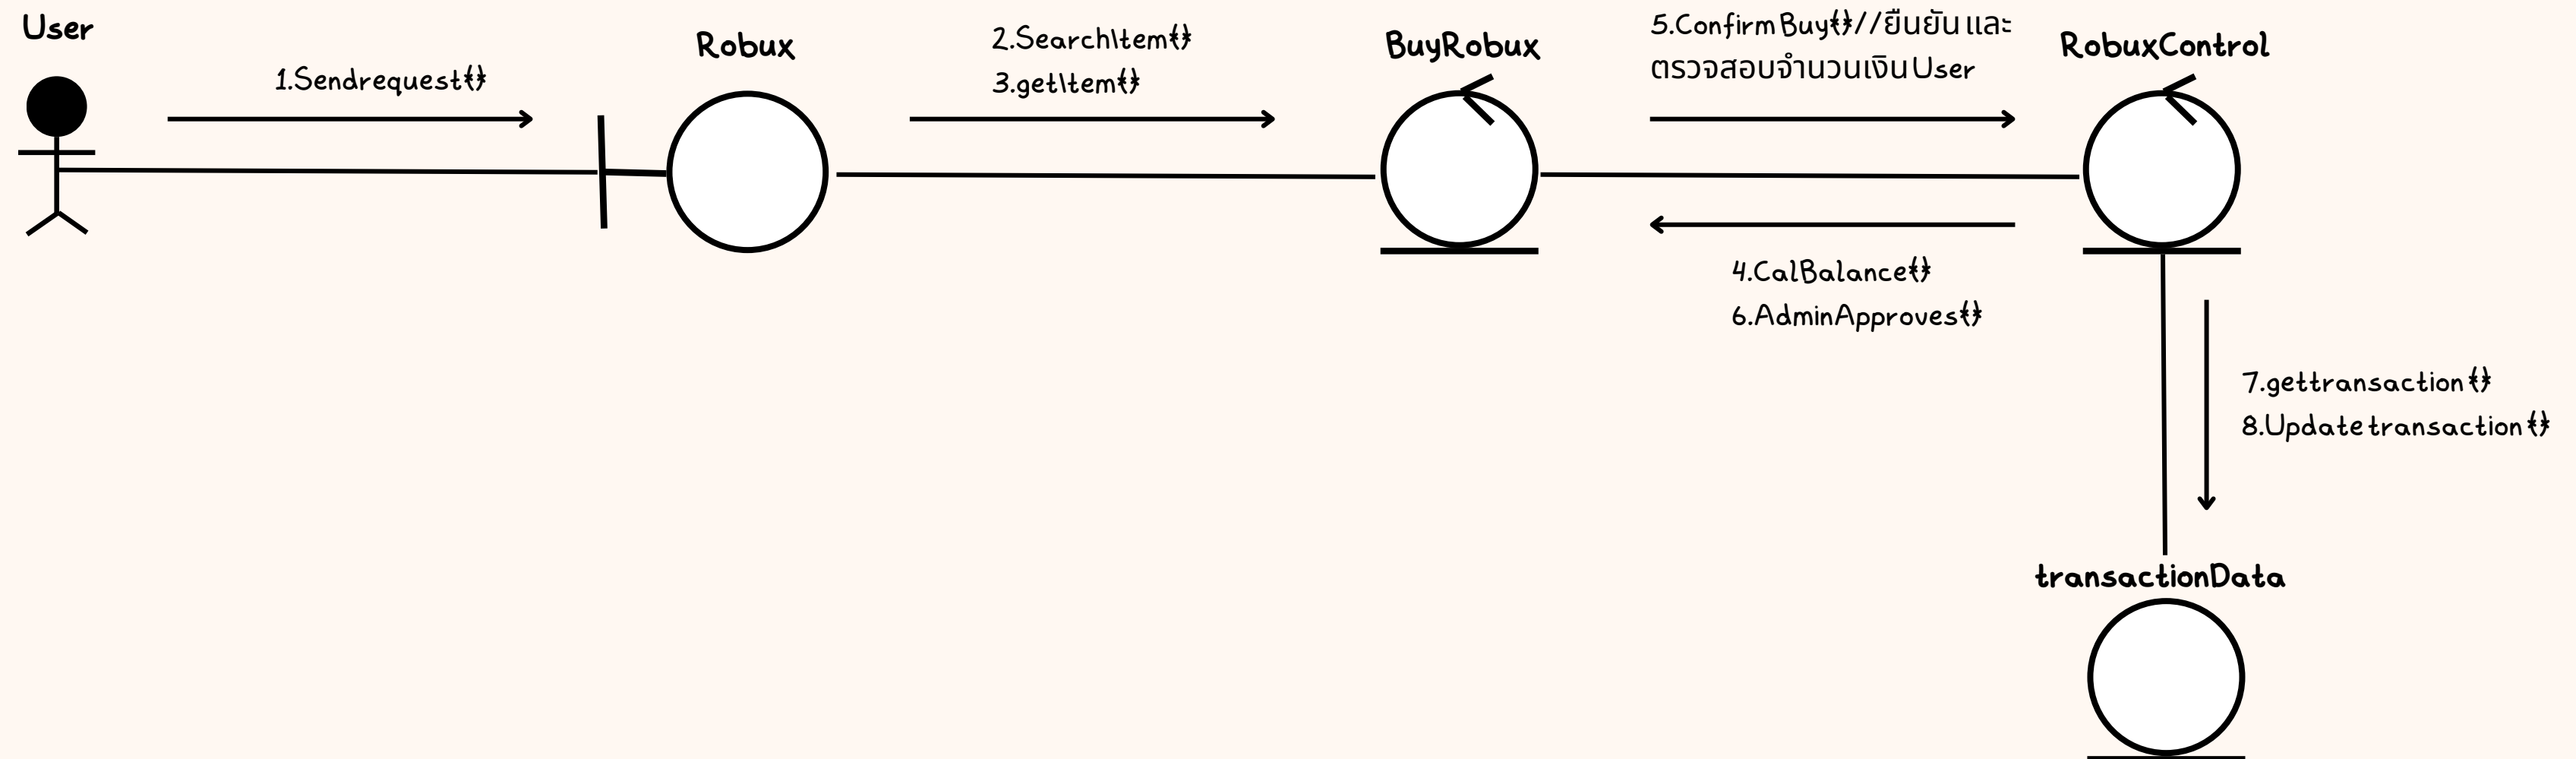 User
1.Sendrequest{}
Robux
2.SearchItem{}
3.getItem{}
BuyRobux
5.ConfirmBuy{}//ยืนยันและ
ตรวจสอบจำนวนเงินUser
RobuxControl
4.CalBalance{}
6.AdminApproves{}
7.gettransaction{}
8.Updatetransaction{}
transactionData